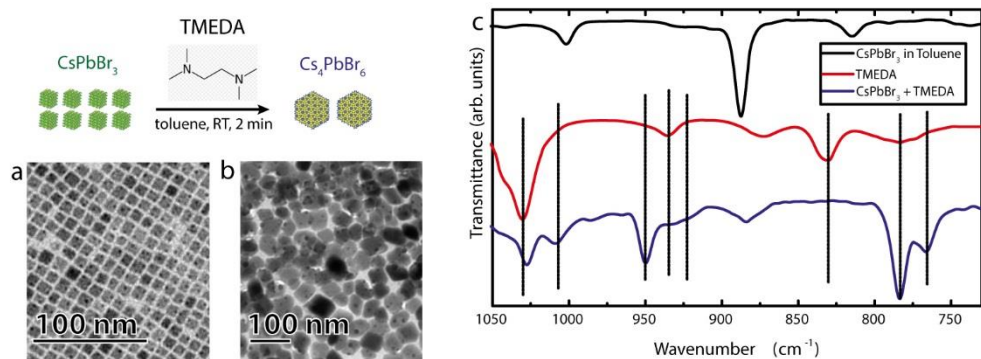 TMEDA
CsPbBr₃
Cs₄PbBr₆
N
N
toluene, RT, 2 min
a
100 nm
b
100 nm
C
CsPbBr₃ in Toluene
TMEDA
CsPbBr₃ + TMEDA
Transmittance (arb. units)
1050 1000 950 900 850 800 750
Wavenumber (cm⁻¹)